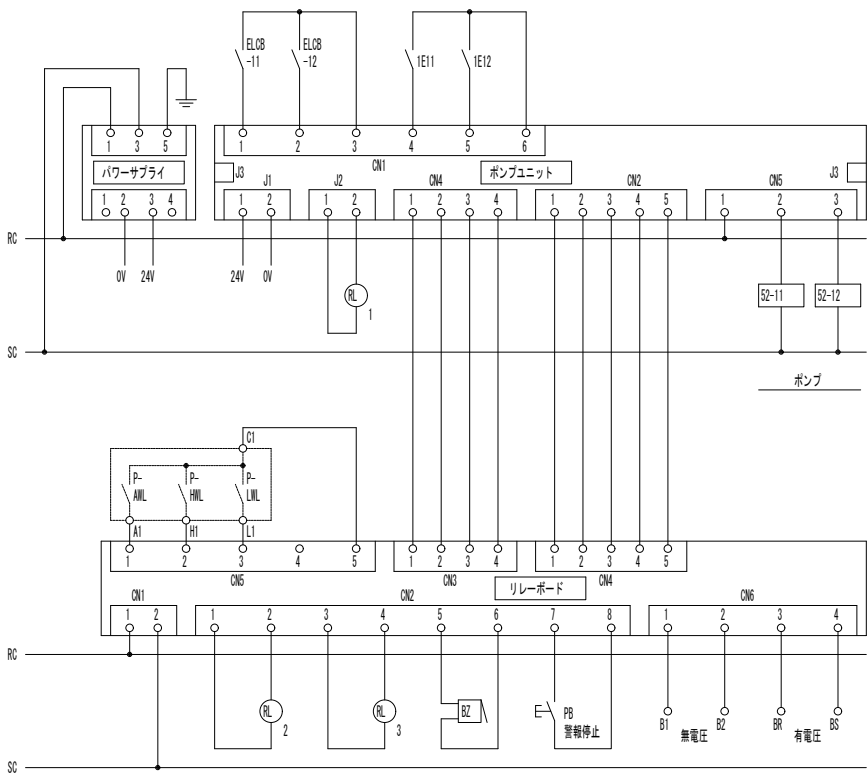 ELCB
-11
ELCB
-12
1E11
1E12
1 3 5
1 2 3 4 5 6
CN1
パワーサプライ
ポンプユニット
J3
J3
J1
J2
CN4
CN2
CN5
1 2 3 4
1 2
1 2
1 2 3 4
1 2 3 4 5
1 2 3
RC
0V
24V
24V
0V
RL
1
52-11
52-12
SC
ポンプ
C1
P-
AWL
P-
HWL
P-
LWL
A1
H1
L1
1 2 3 4 5
1 2 3 4
1 2 3 4 5
CN5
CN3
CN4
リレーボード
CN1
CN2
CN6
1 2
1 2 3 4 5 6 7 8
1 2 3 4
RC
RL
2
RL
3
BZ
PB
警報停止
B1
無電圧
B2
BR
有電圧
BS
SC